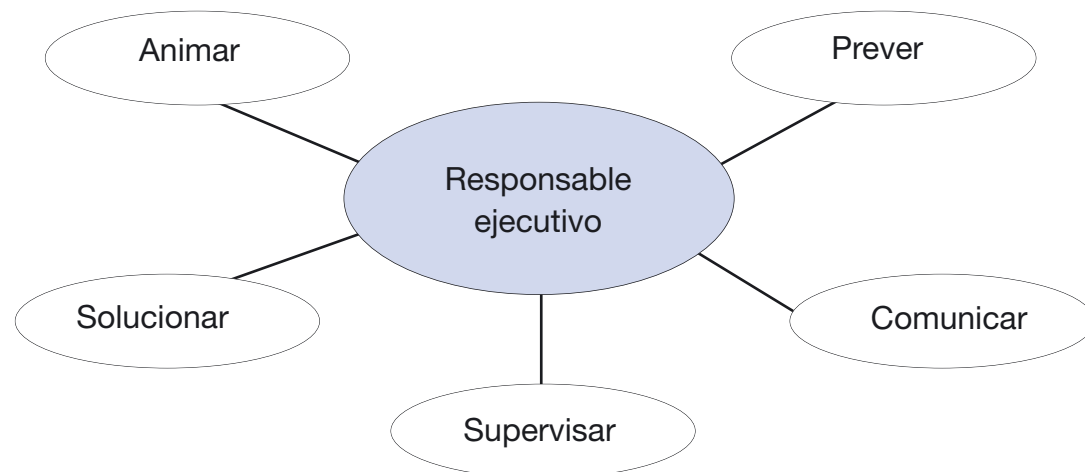 Animar
Prever
Responsable
ejecutivo
Solucionar
Comunicar
Supervisar